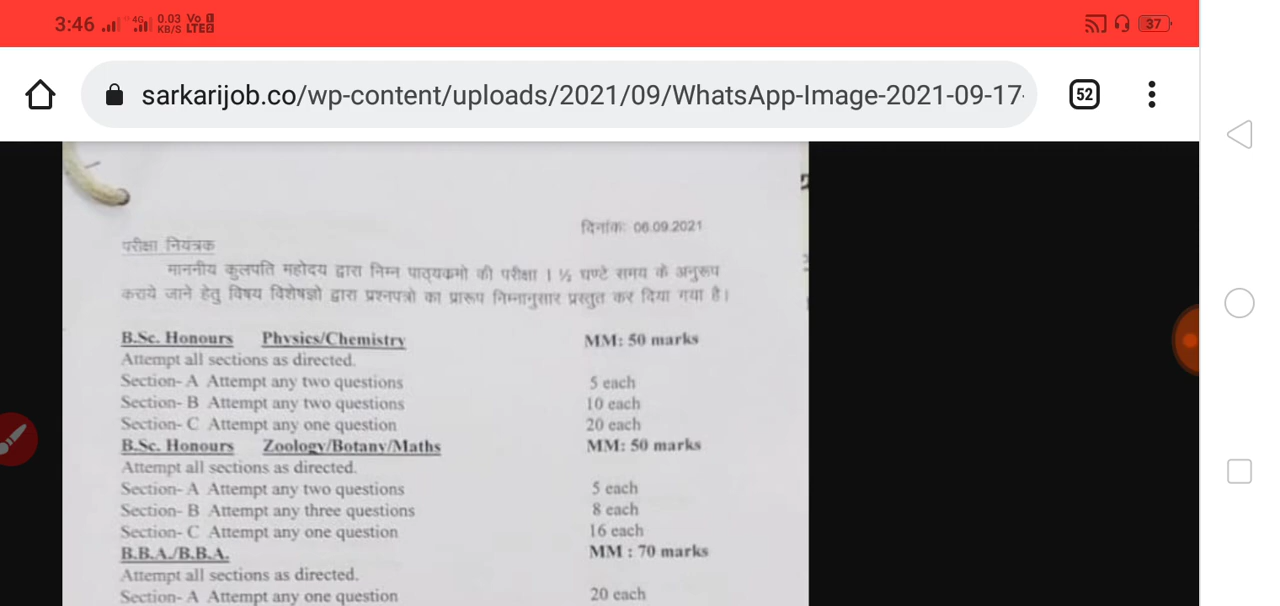 3:46 4G 0.03 KB/S Vo LTE 37
sarkarijob.co/wp-content/uploads/2021/09/WhatsApp-Image-2021-09-17- 52
दिनांक: 06.09.2021
परीक्षा नियंत्रक
माननीय कुलपति महोदय द्वारा निम्न पाठ्यकमो की परीक्षा 1 ½ घण्टे समय के अनुरूप
कराये जाने हेतु विषय विशेषज्ञो द्वारा प्रश्नपत्रो का प्रारूप निम्नानुसार प्रस्तुत कर दिया गया है।
B.Sc. Honours Physics/Chemistry MM: 50 marks
Attempt all sections as directed.
Section- A Attempt any two questions 5 each
Section- B Attempt any two questions 10 each
Section- C Attempt any one question 20 each
B.Sc. Honours Zoology/Botany/Maths MM: 50 marks
Attempt all sections as directed.
Section- A Attempt any two questions 5 each
Section- B Attempt any three questions 8 each
Section- C Attempt any one question 16 each
B.B.A./B.B.A. MM : 70 marks
Attempt all sections as directed.
Section- A Attempt any one question 20 each